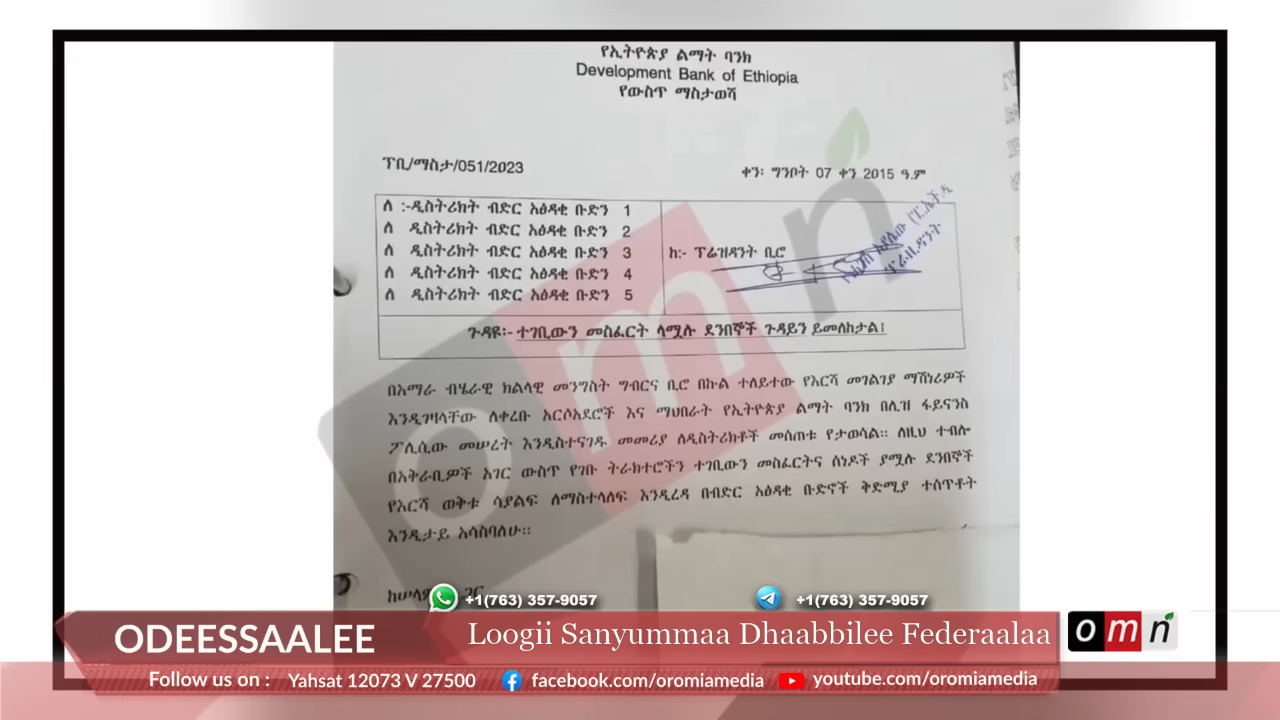 የኢትዮጵያ ልማት ባንክ
Development Bank of Ethiopia
የውስጥ ማስታወሻ
ፕቢ/ማስታ/051/2023
ቀን፡ ግንቦት 07 ቀን 2015 ዓ.ም
ለ :-ዲስትሪክት ብድር አፅዳቂ ቡድን 1
ለ ዲስትሪክት ብድር አፅዳቂ ቡድን 2
ለ ዲስትሪክት ብድር አፅዳቂ ቡድን 3
ለ ዲስትሪክት ብድር አፅዳቂ ቡድን 4
ለ ዲስትሪክት ብድር አፅዳቂ ቡድን 5
ከ:- ፕሬዝዳንት ቢሮ
ፕሬዚዳንት
ጉዳዩ፡- ተገቢውን መስፈርት ላሟሉ ደንበኞች ጉዳይን ይመለከታል፤
በአማራ ብሄራዊ ክልላዊ መንግስት ግብርና ቢሮ በኩል ተለይተው የእርሻ መገልገያ ማሽነሪዎች
እንዲገዛላቸው ለቀረቡ አርሶአደሮች እና ማህበራት የኢትዮጵያ ልማት ባንክ በሊዝ ፋይናንስ
ፖሊሲው መሠረት እንዲስተናገዱ መመሪያ ለዲስትሪክቶች መስጠቱ የታወሳል። ለዚህ ተብሎ
በአቅራቢዎች አገር ውስጥ የገቡ ትራክተሮችን ተገቢውን መስፈርትና ሰነዶች ያሟሉ ደንበኞች
የእርሻ ወቅቱ ሳያልፍ ለማስተላለፍ እንዲረዳ በብድር አፅዳቂ ቡድኖች ቅድሚያ ተሰጥቶት
እንዲታይ አሳስባለሁ።
omn
+1(763) 357-9057
+1(763) 357-9057
ODEESSAALEE
Loogii Sanyummaa Dhaabbilee Federaalaa
omn
Follow us on : Yahsat 12073 V 27500 facebook.com/oromiamedia youtube.com/oromiamedia